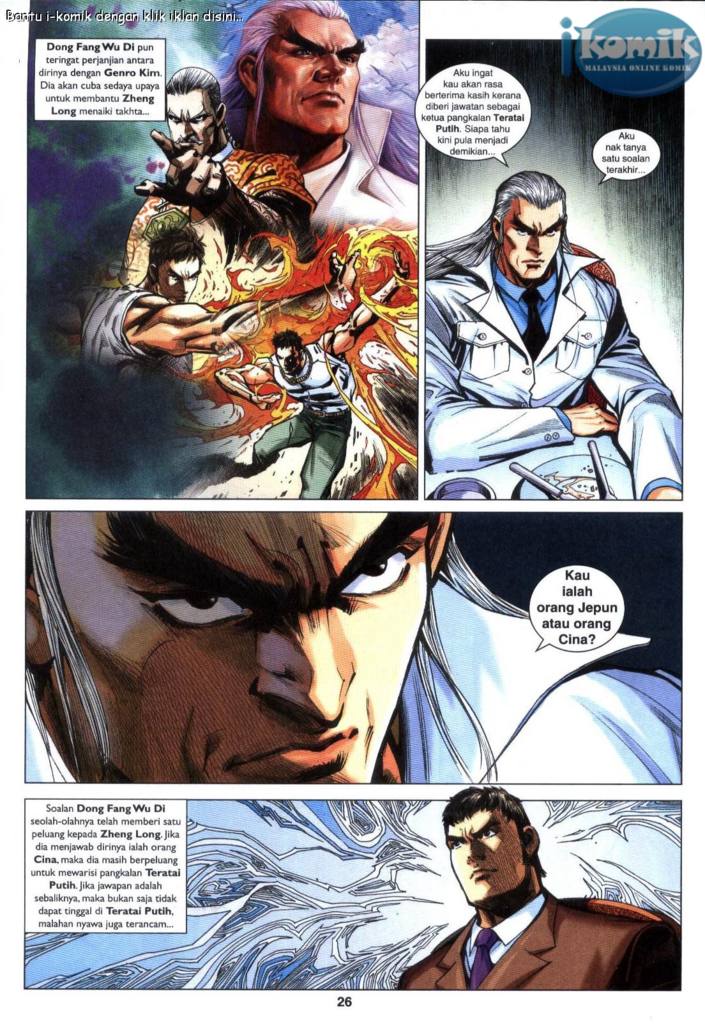 Bantu i-komik dengan klik iklan disini...
ikomik
MALAYSIA ONLINE KOMIK
Dong Fang Wu Di pun
teringat perjanjian antara
dirinya dengan Genro Kim.
Dia akan cuba sedaya upaya
untuk membantu Zheng
Long menaiki takhta...
Aku ingat
kau akan rasa
berterima kasih kerana
diberi jawatan sebagai
ketua pangkalan Teratai
Putih. Siapa tahu
kini pula menjadi
demikian...
Aku
nak tanya
satu soalan
terakhir...
Kau
ialah
orang Jepun
atau orang
Cina?
Soalan Dong Fang Wu Di
seolah-olahnya telah memberi satu
peluang kepada Zheng Long. Jika
dia menjawab dirinya ialah orang
Cina, maka dia masih berpeluang
untuk mewarisi pangkalan Teratai
Putih. Jika jawapan adalah
sebaliknya, maka bukan saja tidak
dapat tinggal di Teratai Putih,
malahan nyawa juga terancam...
26